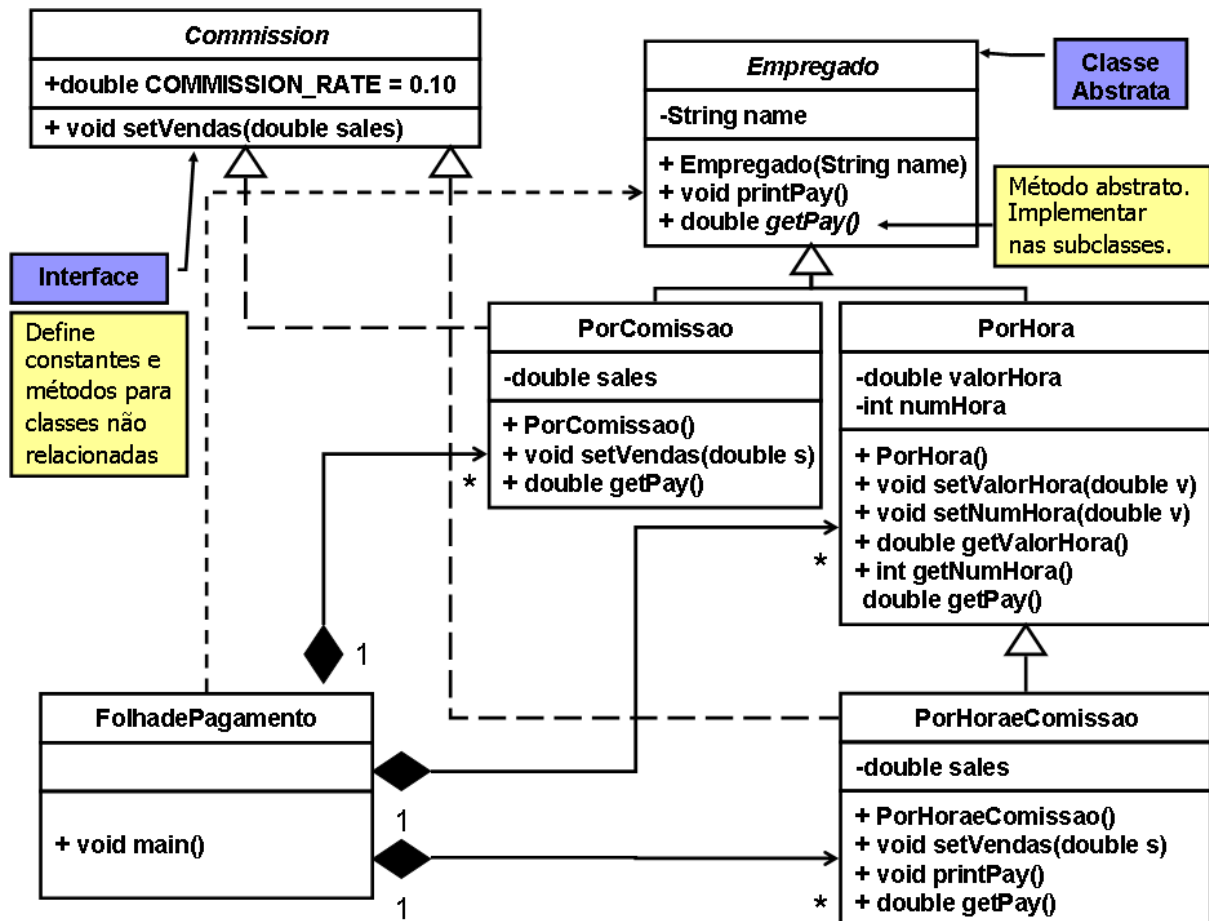 Commission
+double COMMISSION_RATE = 0.10
+ void setVendas(double sales)
Empregado
-String name
+ Empregado(String name)
+ void printPay()
+ double getPay()
Classe
Abstrata
Método abstrato.
Implementar
nas subclasses.
Interface
Define
constantes e
métodos para
classes não
relacionadas
PorComissao
-double sales
+ PorComissao()
+ void setVendas(double s)
+ double getPay()
*
PorHora
-double valorHora
-int numHora
+ PorHora()
+ void setValorHora(double v)
+ void setNumHora(double v)
+ double getValorHora()
+ int getNumHora()
double getPay()
*
1
FolhadePagamento
+ void main()
1
1
PorHoraeComissao
-double sales
+ PorHoraeComissao()
+ void setVendas(double s)
+ void printPay()
+ double getPay()
*